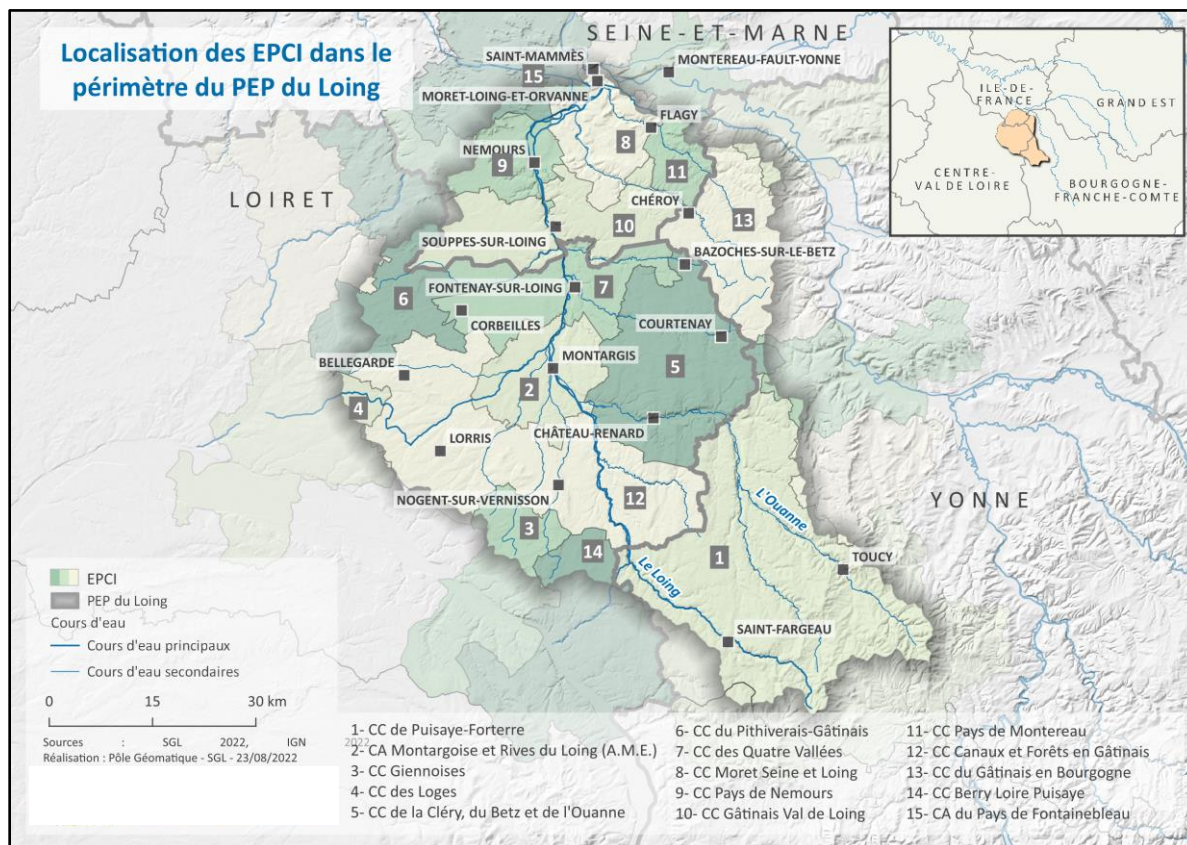 Localisation des EPCI dans le
périmètre du PEP du Loing
SEINE-ET-MARNE
SAINT-MAMMÈS
MONTEREAU-FAULT-YONNE
15
MORET-LOING-ET-ORVANNE
FLAGY
8
NEMOURS
9
11
LOIRET
CHÉROY
13
SOUPPES-SUR-LOING
10
BAZOCHES-SUR-LE-BETZ
6
FONTENAY-SUR-LOING
7
CORBEILLES
COURTENAY
BELLEGARDE
MONTARGIS
5
2
4
CHÂTEAU-RENARD
LORRIS
NOGENT-SUR-VERNISSON
12
L'Ouanne
YONNE
3
14
1
TOUCY
Le Loing
SAINT-FARGEAU
ILE-DE-
FRANCE
GRAND EST
CENTRE-
VAL DE LOIRE
BOURGOGNE-
FRANCHE-COMTE
EPCI
PEP du Loing
Cours d'eau
Cours d'eau principaux
Cours d'eau secondaires
0 15 30 km
Sources : SGL 2022, IGN 2022
Réalisation : Pôle Géomatique - SGL - 23/08/2022
1- CC de Puisaye-Forterre
2- CA Montargoise et Rives du Loing (A.M.E.)
3- CC Giennoises
4- CC des Loges
5- CC de la Cléry, du Betz et de l'Ouanne
6- CC du Pithiverais-Gâtinais
7- CC des Quatre Vallées
8- CC Moret Seine et Loing
9- CC Pays de Nemours
10- CC Gâtinais Val de Loing
11- CC Pays de Montereau
12- CC Canaux et Forêts en Gâtinais
13- CC du Gâtinais en Bourgogne
14- CC Berry Loire Puisaye
15- CA du Pays de Fontainebleau